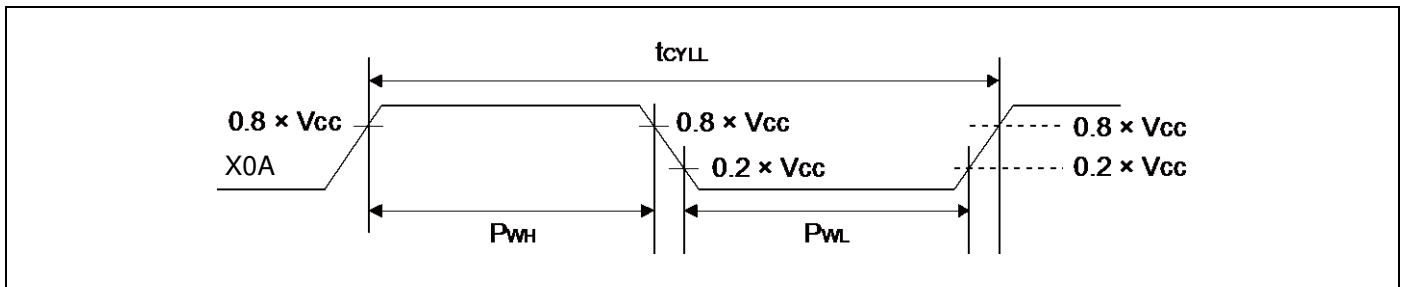 tCYLL
0.8 × Vcc
0.8 × Vcc
0.8 × Vcc
X0A
0.2 × Vcc
0.2 × Vcc
PWH
PWL